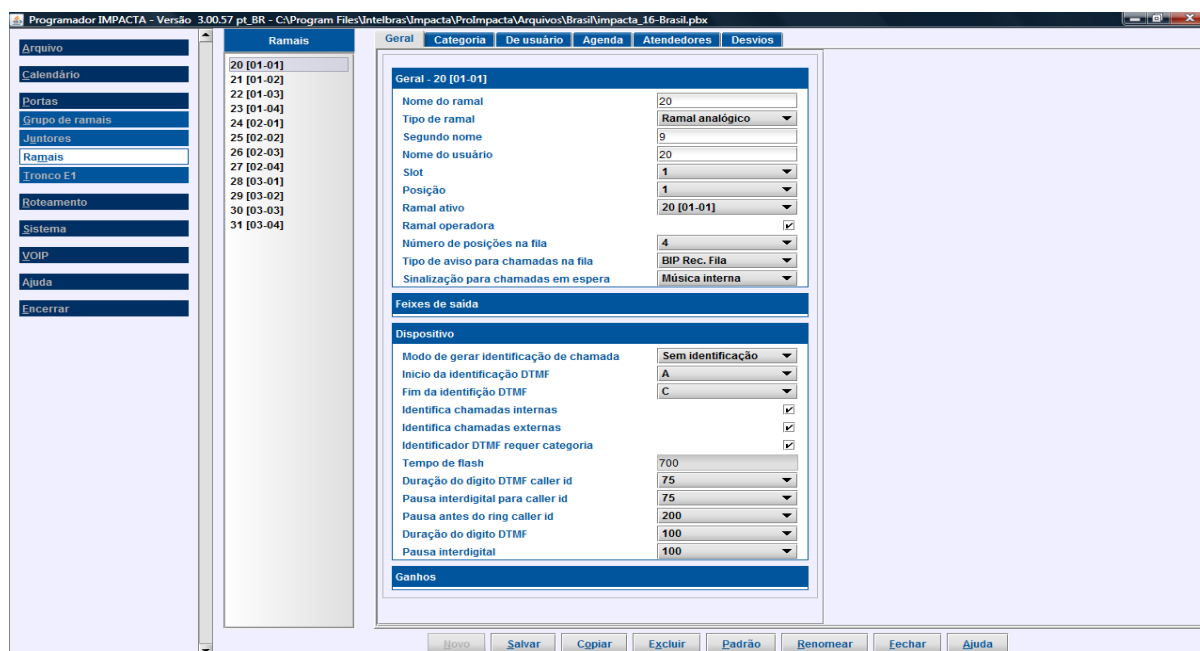 Programador IMPACTA - Versão 3.00.57 pt_BR - C:\Program Files\Intelbras\Impacta\ProImpacta\Arquivos\Brasil\impacta_16-Brasil.pbx
Arquivo
Calendário
Portas
Grupo de ramais
Juntores
Ramais
Tronco E1
Roteamento
Sistema
VOIP
Ajuda
Encerrar
Ramais
20 [01-01]
21 [01-02]
22 [01-03]
23 [01-04]
24 [02-01]
25 [02-02]
26 [02-03]
27 [02-04]
28 [03-01]
29 [03-02]
30 [03-03]
31 [03-04]
Geral Categoria De usuário Agenda Atendedores Desvios
Geral - 20 [01-01]
Nome do ramal 20
Tipo de ramal Ramal analógico
Segundo nome 9
Nome do usuário 20
Slot 1
Posição 1
Ramal ativo 20 [01-01]
Ramal operadora
Número de posições na fila 4
Tipo de aviso para chamadas na fila BIP Rec. Fila
Sinalização para chamadas em espera Música interna
Feixes de saída
Dispositivo
Modo de gerar identificação de chamada Sem identificação
Inicio da identificação DTMF A
Fim da identifição DTMF C
Identifica chamadas internas
Identifica chamadas externas
Identificador DTMF requer categoria
Tempo de flash 700
Duração do dígito DTMF caller id 75
Pausa interdigital para caller id 75
Pausa antes do ring caller id 200
Duração do dígito DTMF 100
Pausa interdigital 100
Ganhos
Novo Salvar Copiar Excluir Padrão Renomear Fechar Ajuda